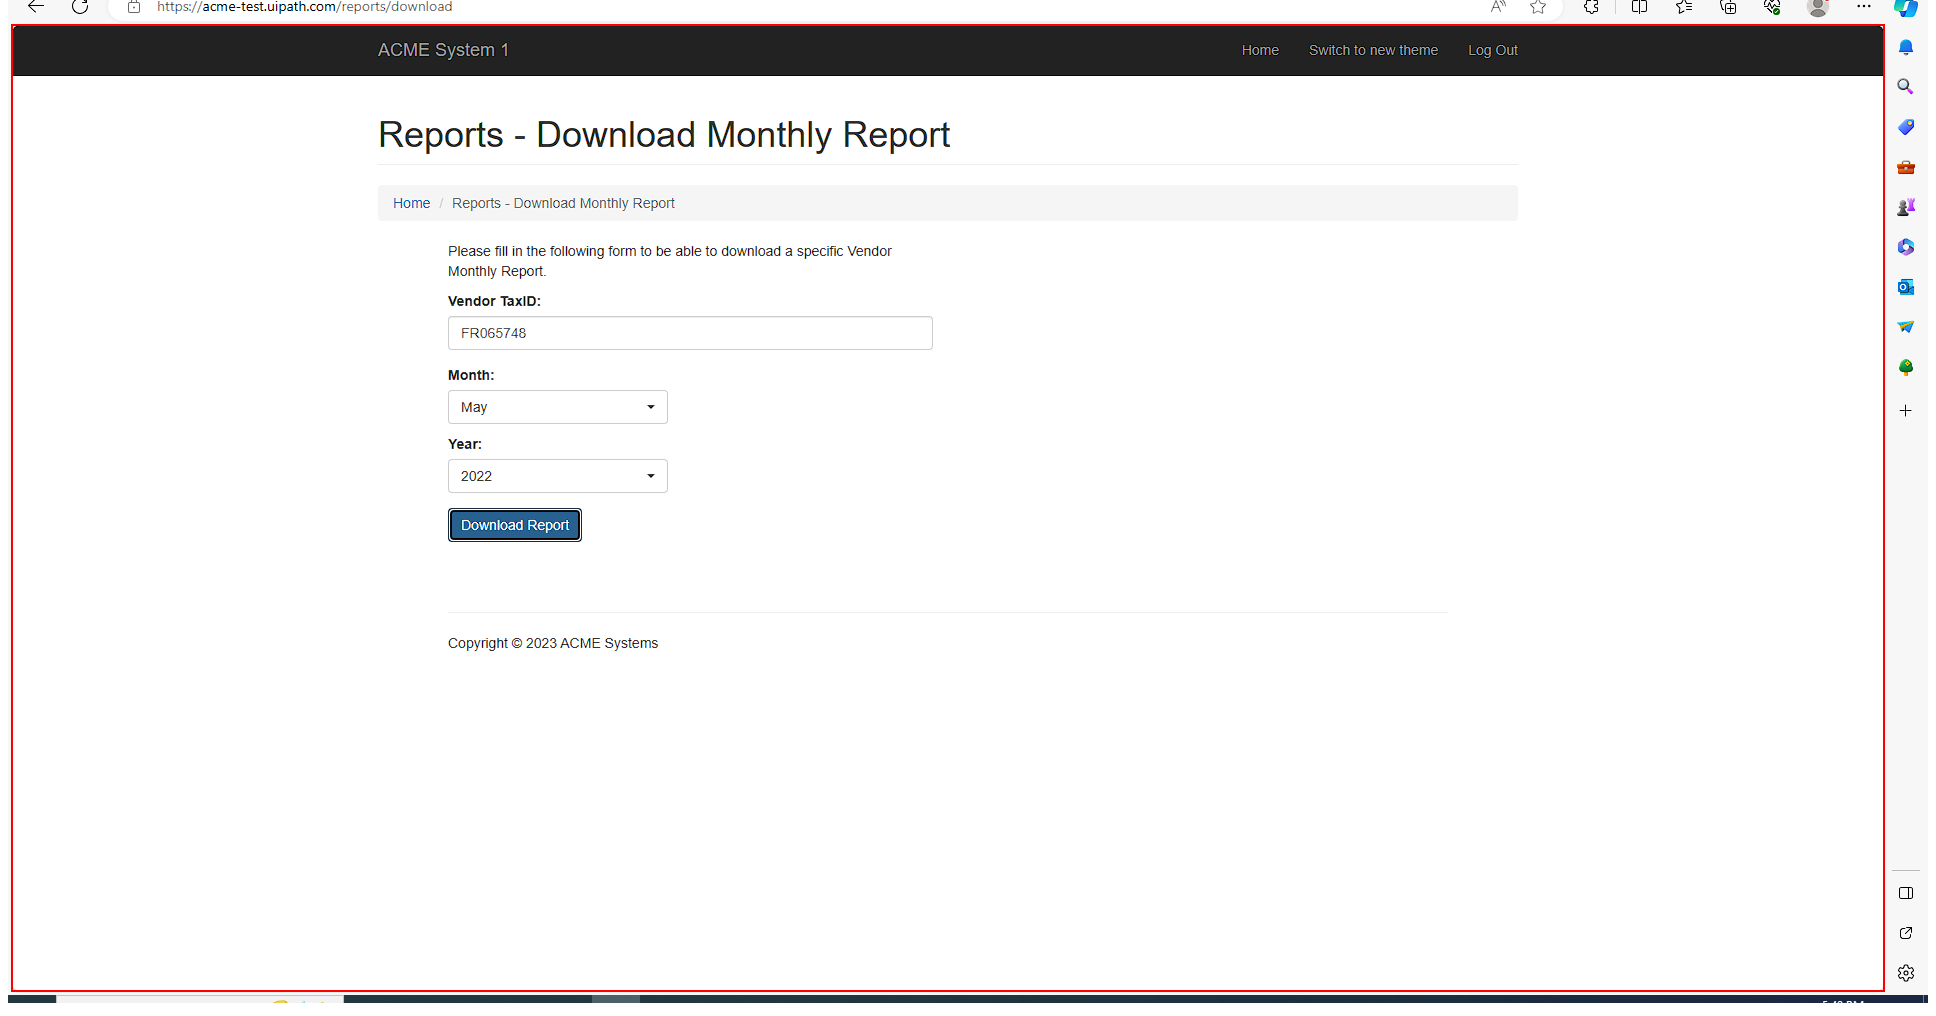 https://acme-test.uipath.com/reports/download
ACME System 1
Home
Switch to new theme
Log Out
Reports - Download Monthly Report
Home / Reports - Download Monthly Report
Please fill in the following form to be able to download a specific Vendor
Monthly Report.
Vendor TaxID:
FR065748
Month:
May
Year:
2022
Download Report
Copyright © 2023 ACME Systems